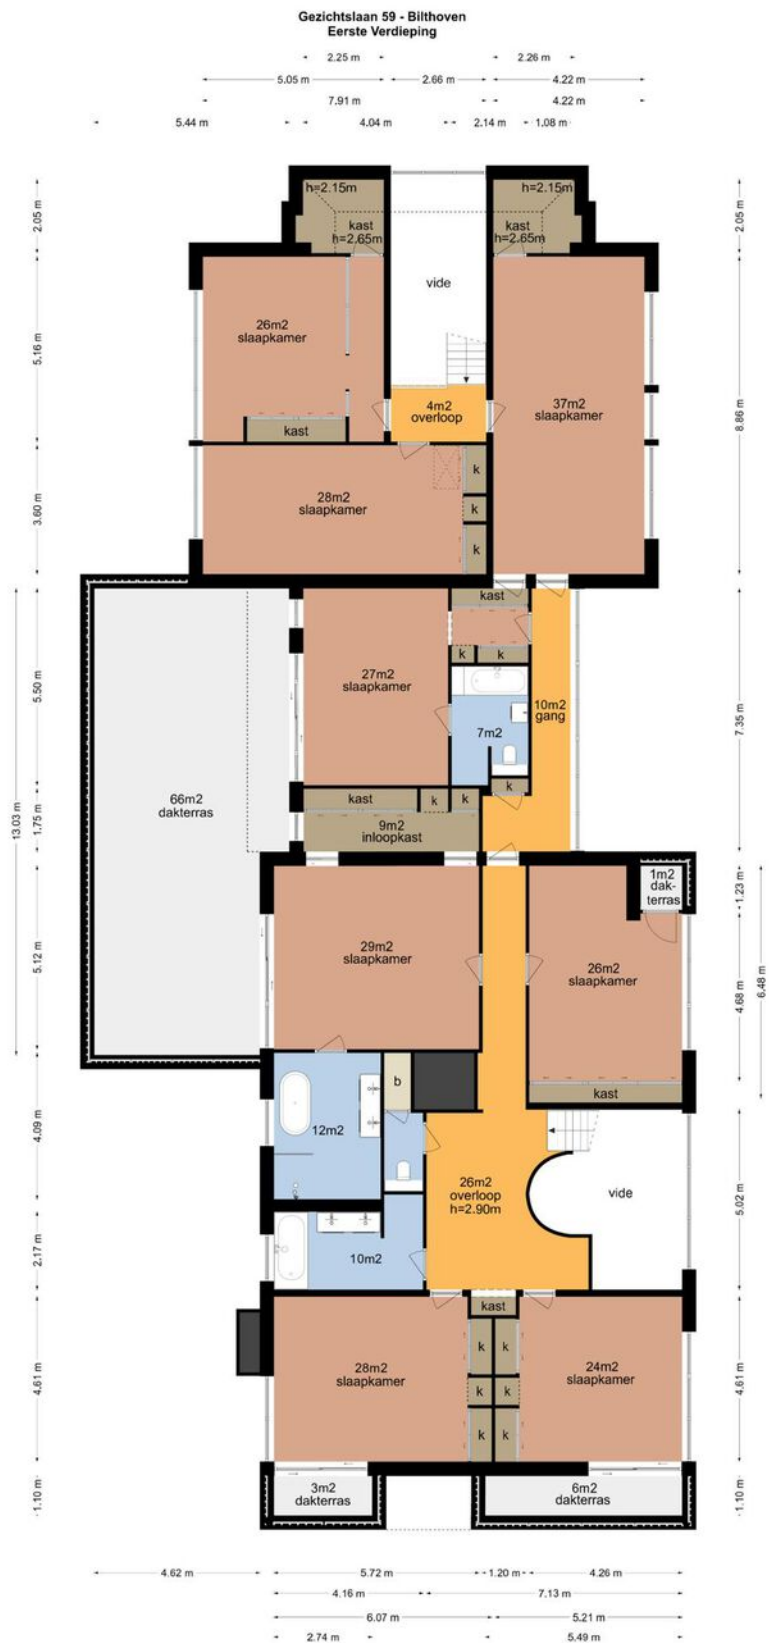 Gezichtslaan 59 - Bilthoven
Eerste Verdieping
2.25 m
2.26 m
5.05 m
2.66 m
4.22 m
7.91 m
4.22 m
5.44 m
4.04 m
2.14 m
1.08 m
h=2.15m
h=2.15m
2.05 m
2.05 m
kast
h=2.65m
kast
h=2.65m
vide
26m2
slaapkamer
5.16 m
4m2
overloop
37m2
slaapkamer
8.86 m
kast
28m2
slaapkamer
k
k
k
3.60 m
kast
k
k
27m2
slaapkamer
5.50 m
10m2
gang
7.35 m
7m2
66m2
dakterras
13.03 m
1.75 m
kast
k
k
k
9m2
inloopkast
1m2
dak-
terras
1.23 m
29m2
slaapkamer
5.12 m
26m2
slaapkamer
4.68 m
6.48 m
kast
b
12m2
4.09 m
26m2
overloop
h=2.90m
vide
5.02 m
10m2
2.17 m
kast
28m2
slaapkamer
k
k
24m2
slaapkamer
4.61 m
4.61 m
k
k
k
k
3m2
dakterras
6m2
dakterras
1.10 m
1.10 m
4.62 m
5.72 m
1.20 m
4.26 m
4.16 m
7.13 m
6.07 m
5.21 m
2.74 m
5.49 m